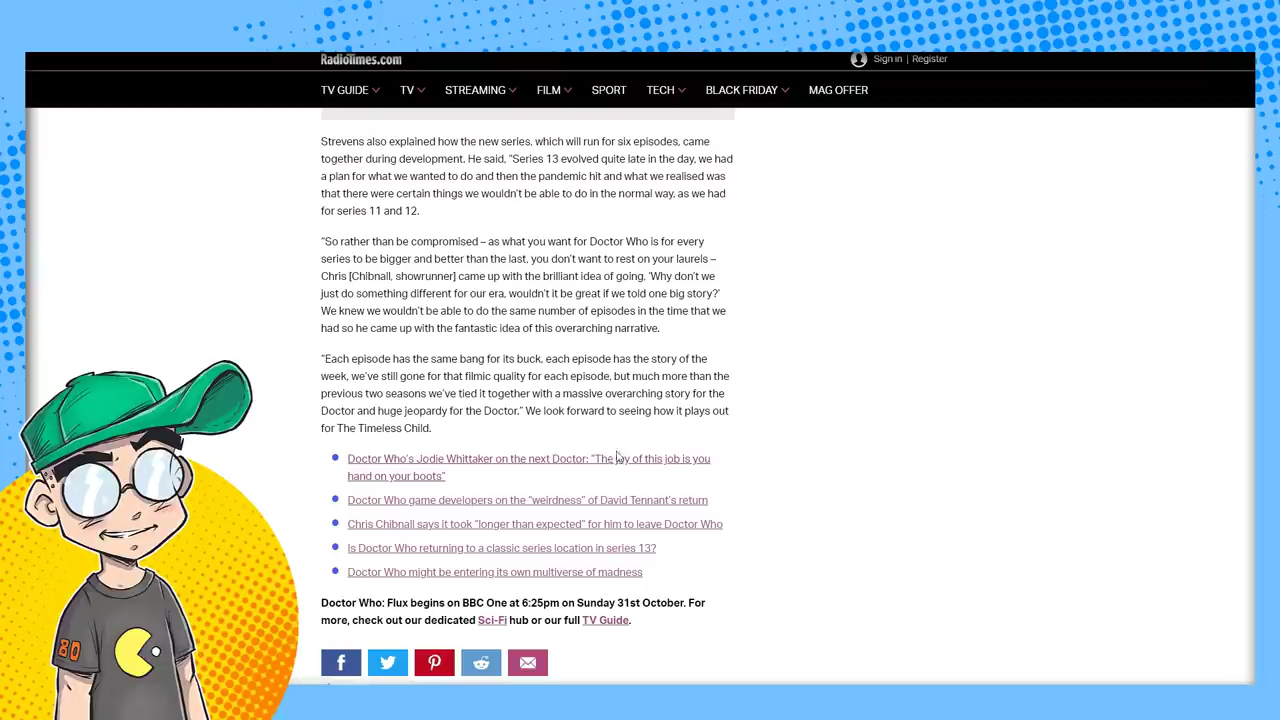 RadioTimes.com
Sign in | Register
TV GUIDE TV STREAMING FILM SPORT TECH BLACK FRIDAY MAG OFFER
Strevens also explained how the new series, which will run for six episodes, came
together during development. He said, “Series 13 evolved quite late in the day, we had
a plan for what we wanted to do and then the pandemic hit and what we realised was
that there were certain things we wouldn’t be able to do in the normal way, as we had
for series 11 and 12.
“So rather than be compromised – as what you want for Doctor Who is for every
series to be bigger and better than the last, you don’t want to rest on your laurels –
Chris [Chibnall, showrunner] came up with the brilliant idea of going, ‘Why don’t we
just do something different for our era, wouldn’t it be great if we told one big story?’
We knew we wouldn’t be able to do the same number of episodes in the time that we
had so he came up with the fantastic idea of this overarching narrative.
“Each episode has the same bang for its buck, each episode has the story of the
week, we’ve still gone for that filmic quality for each episode, but much more than the
previous two seasons we’ve tied it together with a massive overarching story for the
Doctor and huge jeopardy for the Doctor.” We look forward to seeing how it plays out
for The Timeless Child.
Doctor Who’s Jodie Whittaker on the next Doctor: “The joy of this job is you
hand on your boots”
Doctor Who game developers on the “weirdness” of David Tennant’s return
Chris Chibnall says it took “longer than expected” for him to leave Doctor Who
Is Doctor Who returning to a classic series location in series 13?
Doctor Who might be entering its own multiverse of madness
Doctor Who: Flux begins on BBC One at 6:25pm on Sunday 31st October. For
more, check out our dedicated Sci-Fi hub or our full TV Guide.
80